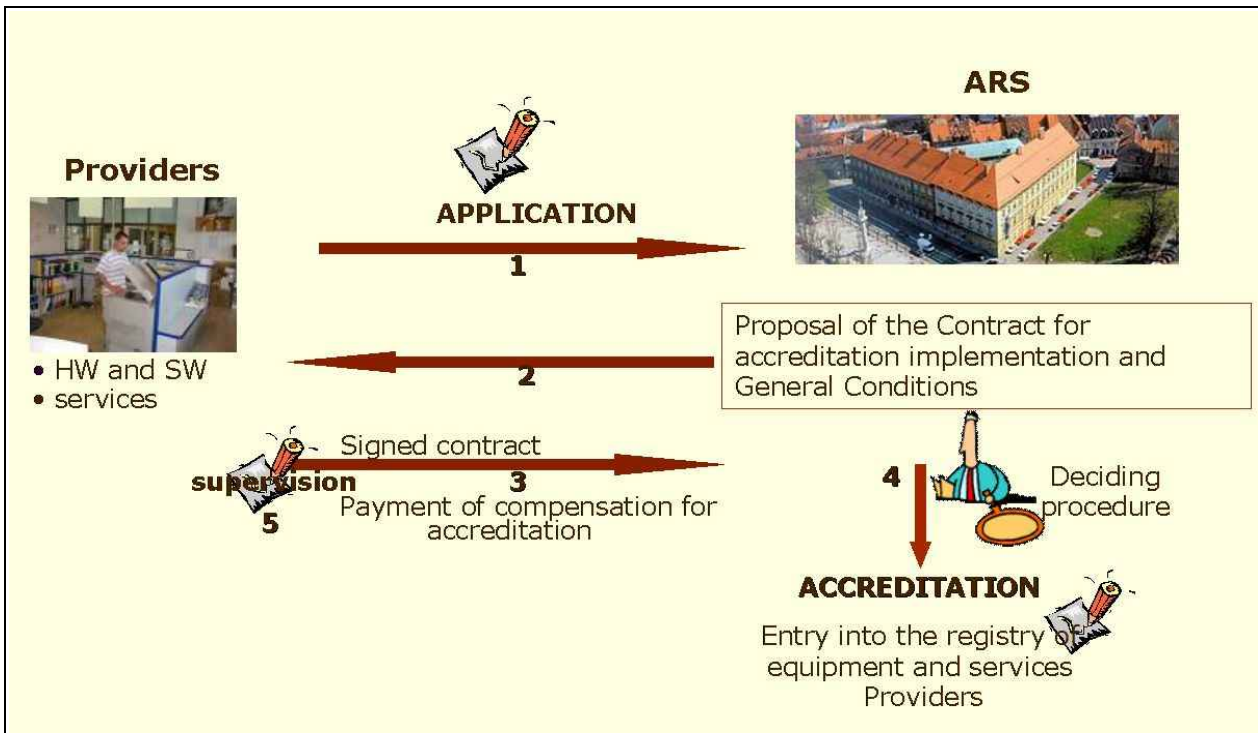 ARS
Providers
APPLICATION
1
Proposal of the Contract for
accreditation implementation and
General Conditions
2
• HW and SW
• services
Signed contract
supervision
3
5
Payment of compensation for
accreditation
4
Deciding
procedure
ACCREDITATION
Entry into the registry of
equipment and services
Providers